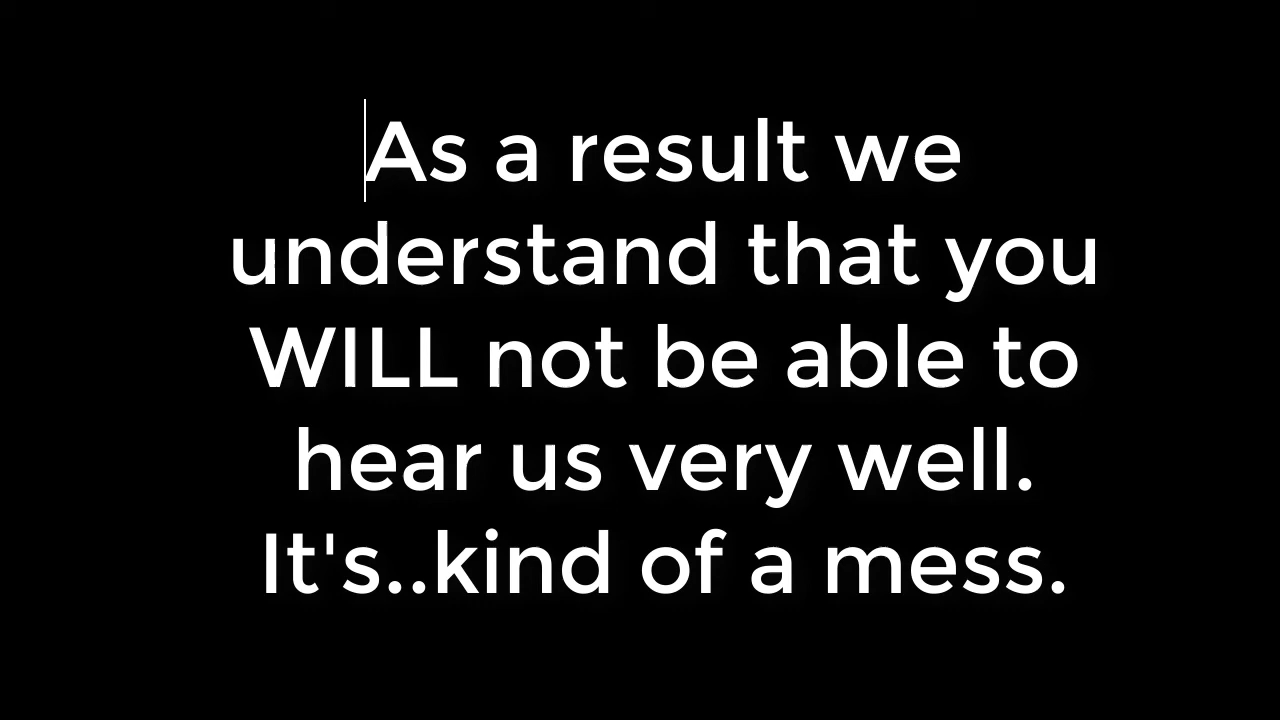 As a result we
understand that you
WILL not be able to
hear us very well.
It's..kind of a mess.